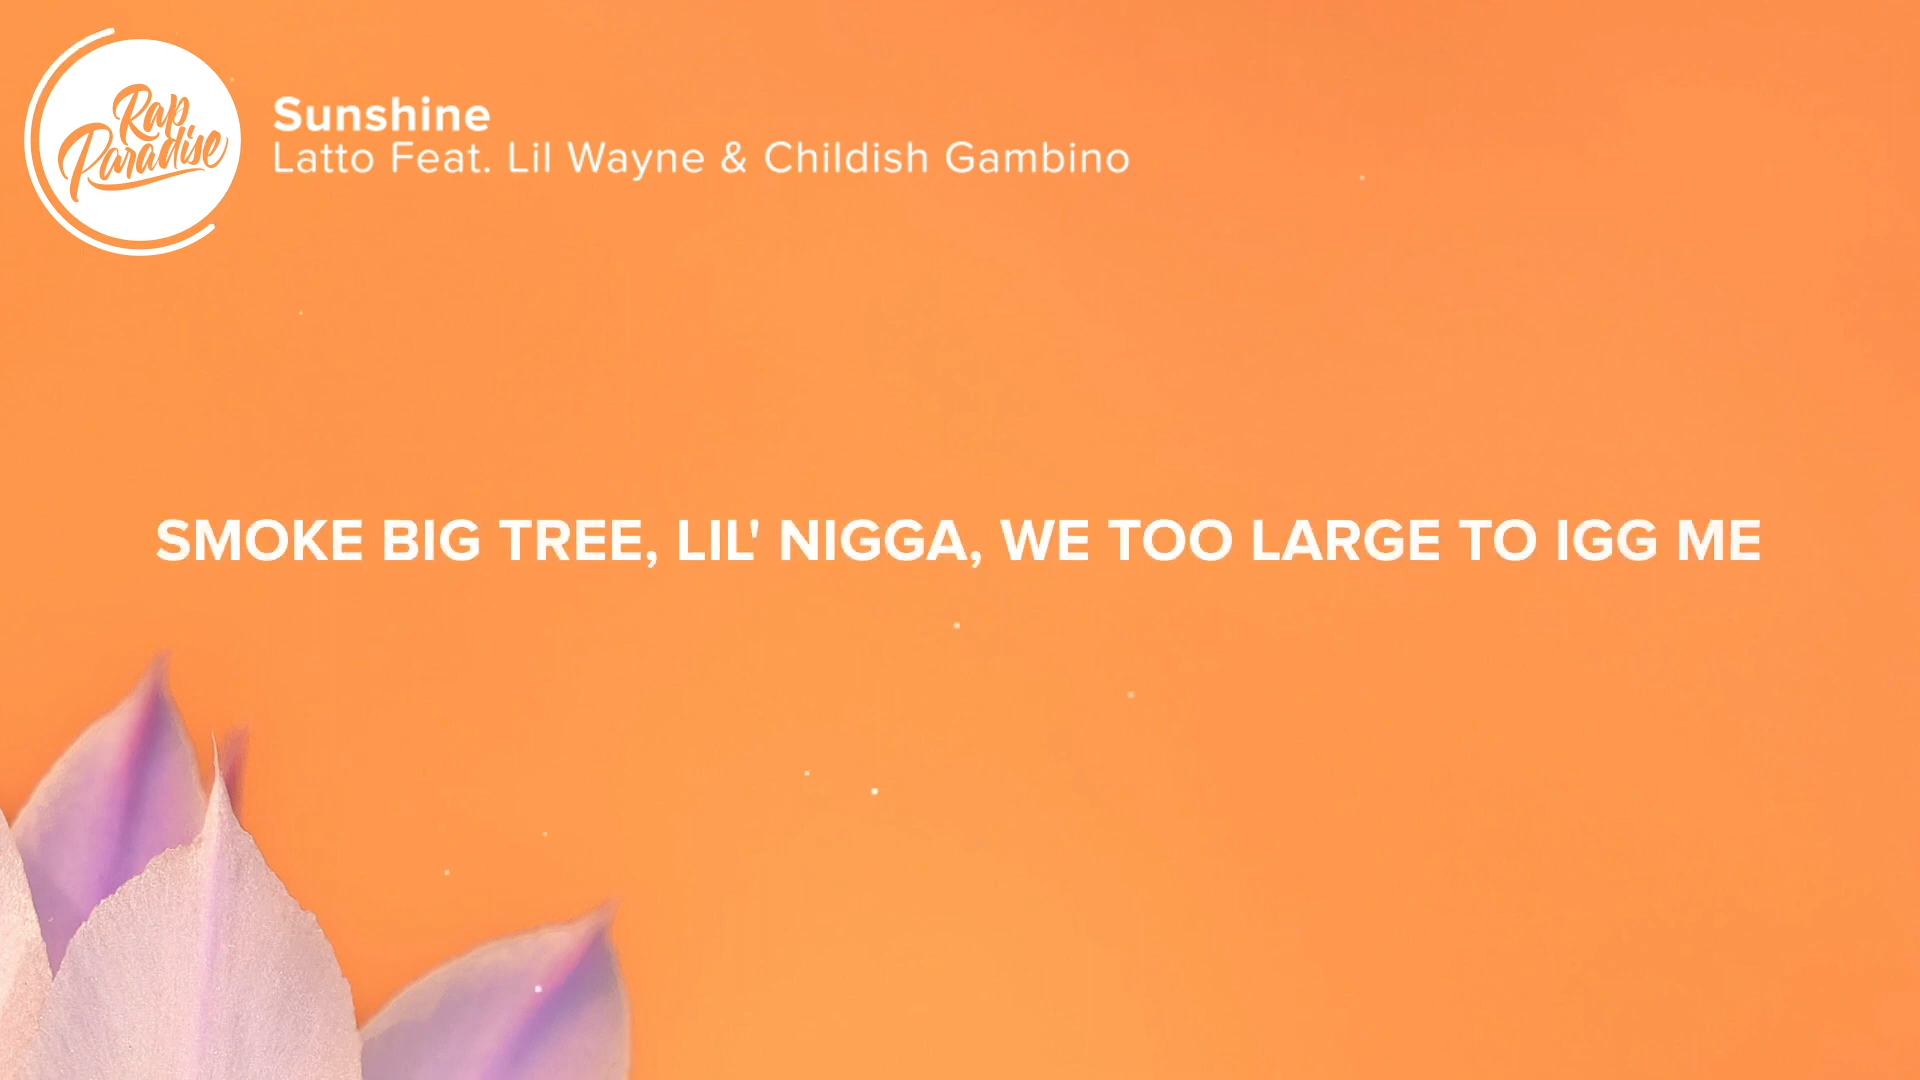 Rap
Paradise
Sunshine
Latto Feat. Lil Wayne & Childish Gambino
SMOKE BIG TREE, LIL' NIGGA, WE TOO LARGE TO IGG ME